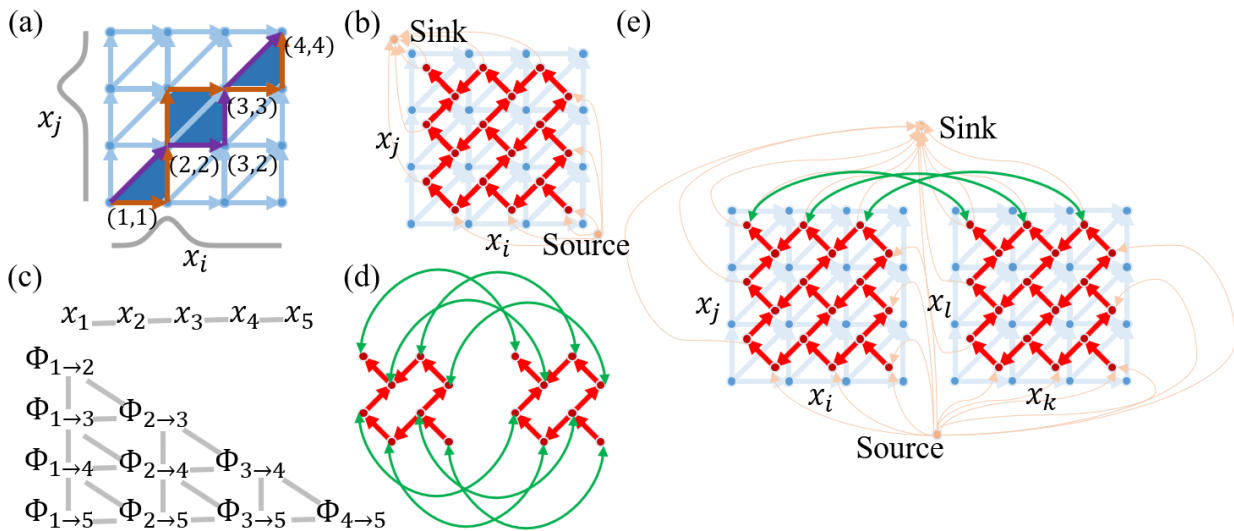 (a)
(4,4)
(3,3)
(2,2)
(3,2)
(1,1)
x_j
x_i
(b)
Sink
x_j
x_i
Source
(c)
x_1 x_2 x_3 x_4 x_5
Φ_{1→2}
Φ_{1→3} Φ_{2→3}
Φ_{1→4} Φ_{2→4} Φ_{3→4}
Φ_{1→5} Φ_{2→5} Φ_{3→5} Φ_{4→5}
(d)
(e)
Sink
x_j
x_l
x_i
x_k
Source